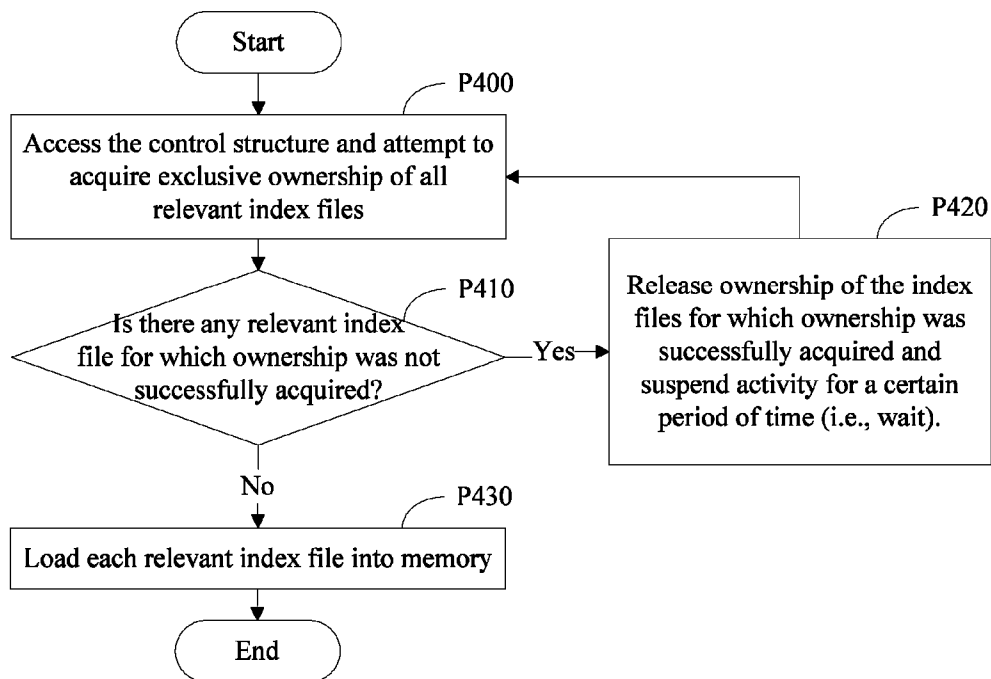 Start
P400
Access the control structure and attempt to
acquire exclusive ownership of all
relevant index files
P410
Is there any relevant index
file for which ownership was not
successfully acquired?
Yes
P420
Release ownership of the index
files for which ownership was
successfully acquired and
suspend activity for a certain
period of time (i.e., wait).
No
P430
Load each relevant index file into memory
End